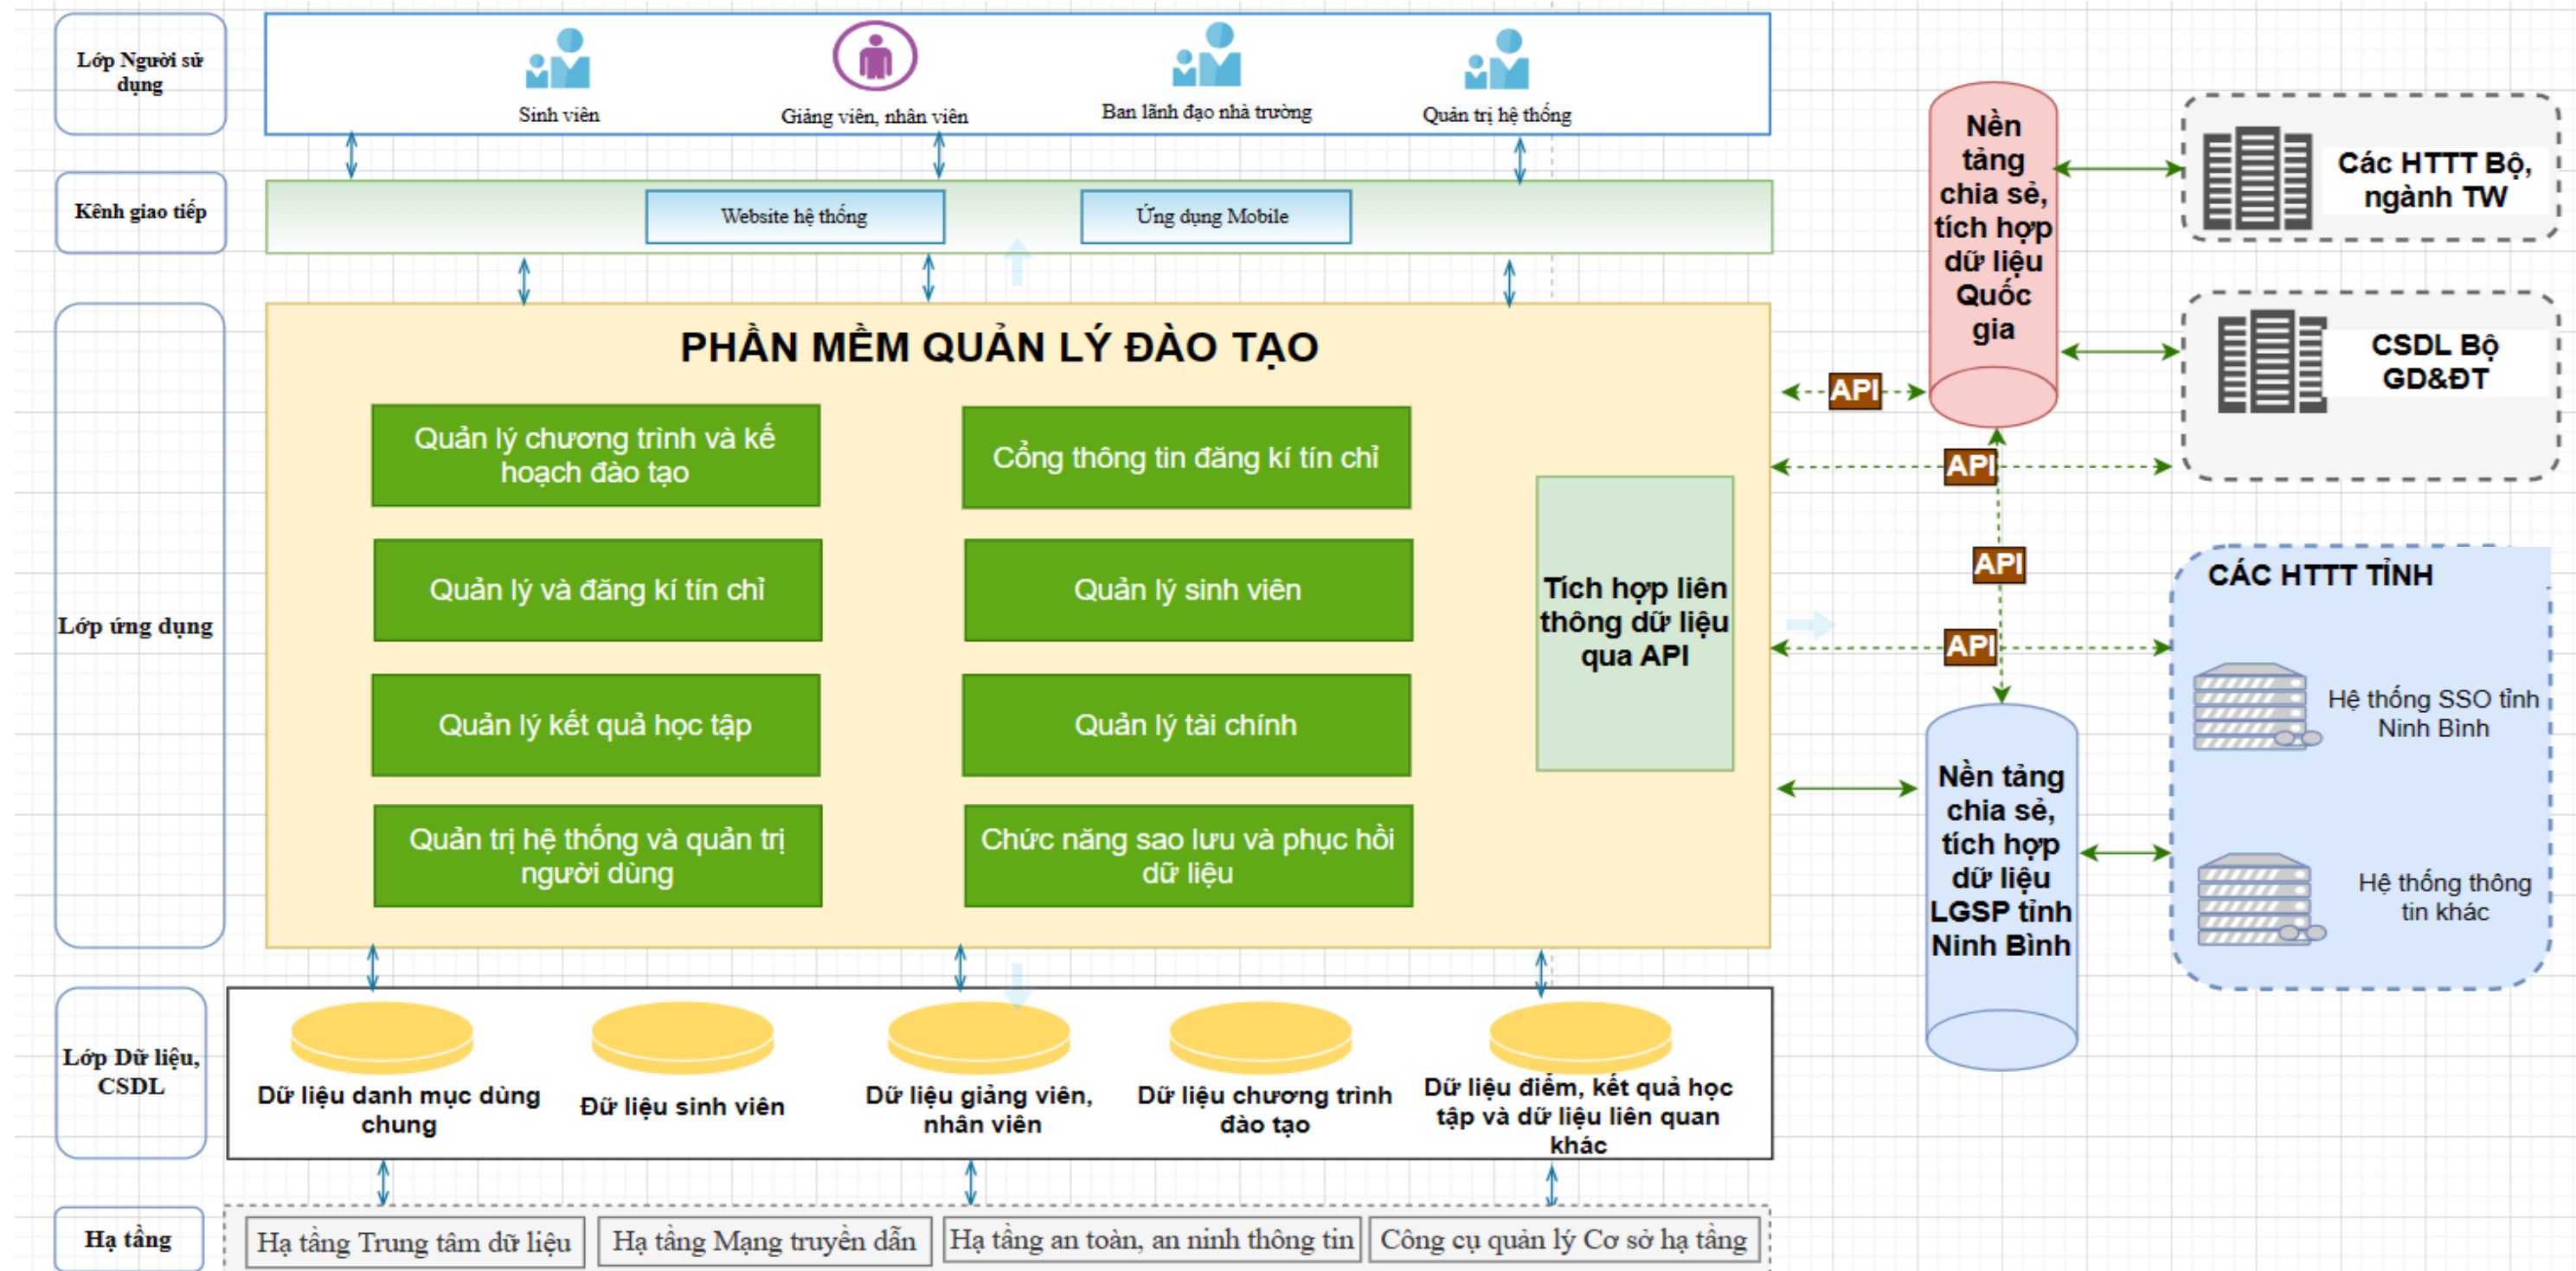 Lớp Người sử
dụng
Sinh viên
Giảng viên, nhân viên
Ban lãnh đạo nhà trường
Quản trị hệ thống
Kênh giao tiếp
Website hệ thống
Ứng dụng Mobile
Lớp ứng dụng
PHẦN MỀM QUẢN LÝ ĐÀO TẠO
Quản lý chương trình và kế
hoạch đào tạo
Cổng thông tin đăng kí tín chỉ
Quản lý và đăng kí tín chỉ
Quản lý sinh viên
Quản lý kết quả học tập
Quản lý tài chính
Quản trị hệ thống và quản trị
người dùng
Chức năng sao lưu và phục hồi
dữ liệu
Tích hợp liên
thông dữ liệu
qua API
API
API
API
API
Nền
tảng
chia sẻ,
tích hợp
dữ liệu
Quốc
gia
Các HTTT Bộ,
ngành TW
CSDL Bộ
GD&ĐT
CÁC HTTT TỈNH
Hệ thống SSO tỉnh
Ninh Bình
Hệ thống thông
tin khác
Nền tảng
chia sẻ,
tích hợp
dữ liệu
LGSP tỉnh
Ninh Bình
Lớp Dữ liệu,
CSDL
Dữ liệu danh mục dùng
chung
Đữ liệu sinh viên
Dữ liệu giảng viên,
nhân viên
Dữ liệu chương trình
đào tạo
Dữ liệu điểm, kết quả học
tập và dữ liệu liên quan
khác
Hạ tầng
Hạ tầng Trung tâm dữ liệu
Hạ tầng Mạng truyền dẫn
Hạ tầng an toàn, an ninh thông tin
Công cụ quản lý Cơ sở hạ tầng